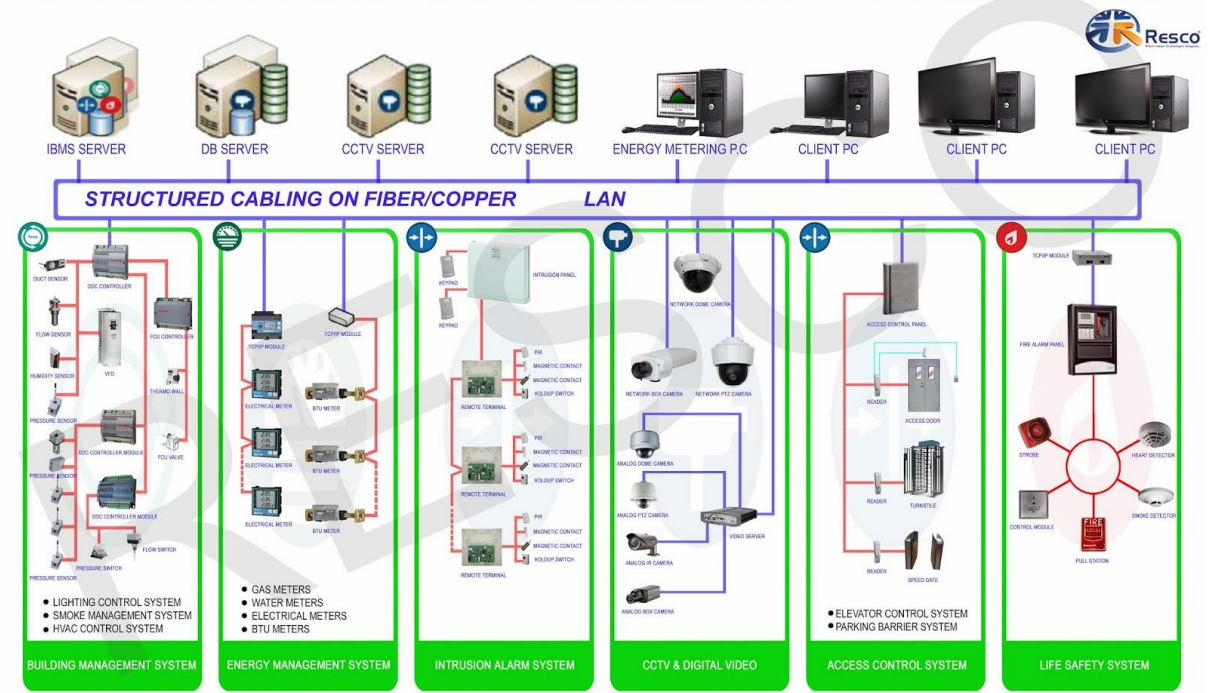 Resco
IBMS SERVER
DB SERVER
CCTV SERVER
CCTV SERVER
ENERGY METERING P.C
CLIENT PC
CLIENT PC
CLIENT PC
STRUCTURED CABLING ON FIBER/COPPER LAN
DUCT SENSOR
DDC CONTROLLER
FLOW SENSOR
FCU CONTROLLER
HUMIDITY SENSOR
VFD
THERMO WALL
PRESSURE SENSOR
DDC CONTROLLER MODULE
FCU VALVE
PRESSURE SENSOR
DDC CONTROLLER MODULE
FLOW SWITCH
PRESSURE SWITCH
PRESSURE SENSOR
LIGHTING CONTROL SYSTEM
SMOKE MANAGEMENT SYSTEM
HVAC CONTROL SYSTEM
BUILDING MANAGEMENT SYSTEM
TCP/IP MODULE
TCP/IP MODULE
ELECTRICAL METER
BTU METER
ELECTRICAL METER
BTU METER
ELECTRICAL METER
BTU METER
GAS METERS
WATER METERS
ELECTRICAL METERS
BTU METERS
ENERGY MANAGEMENT SYSTEM
KEYPAD
INTRUSION PANEL
KEYPAD
PIR
MAGNETIC CONTACT
MAGNETIC CONTACT
HOLDUP SWITCH
REMOTE TERMINAL
PIR
MAGNETIC CONTACT
MAGNETIC CONTACT
HOLDUP SWITCH
REMOTE TERMINAL
PIR
MAGNETIC CONTACT
MAGNETIC CONTACT
HOLDUP SWITCH
REMOTE TERMINAL
INTRUSION ALARM SYSTEM
NETWORK DOME CAMERA
NETWORK BOX CAMERA
NETWORK PTZ CAMERA
ANALOG DOME CAMERA
ANALOG PTZ CAMERA
VIDEO SERVER
ANALOG IR CAMERA
ANALOG BOX CAMERA
CCTV & DIGITAL VIDEO
ACCESS CONTROL PANEL
READER
ACCESS DOOR
READER
TURNSTILE
READER
SPEED GATE
ELEVATOR CONTROL SYSTEM
PARKING BARRIER SYSTEM
ACCESS CONTROL SYSTEM
TCP/IP MODULE
FIRE ALARM PANEL
STROBE
HEART DETECTOR
CONTROL MODULE
SMOKE DETECTOR
FIRE
PULL STATION
LIFE SAFETY SYSTEM
RESCO